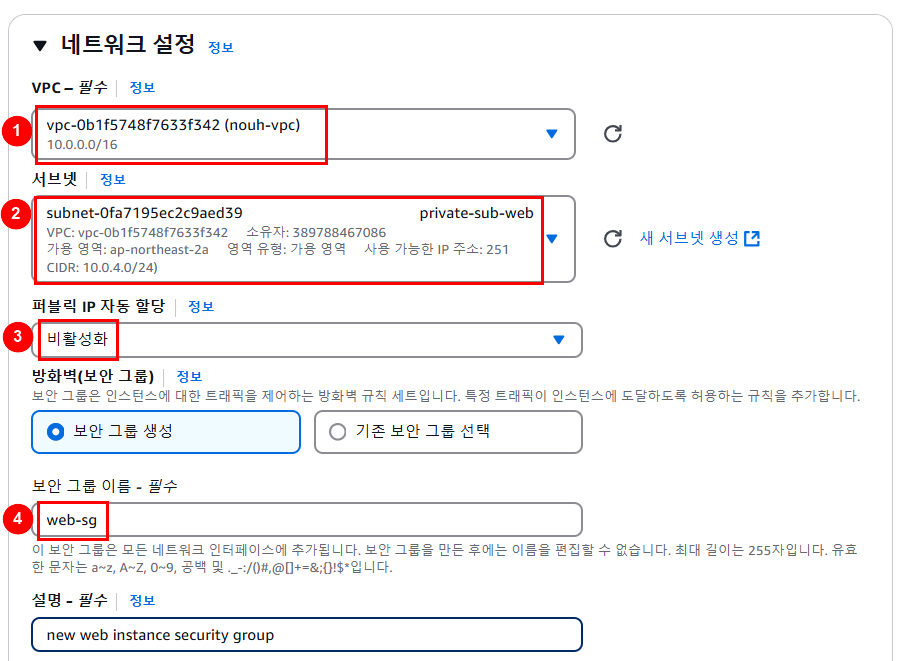 ▼ 네트워크 설정 정보
VPC – 필수 정보
1
vpc-0b1f5748f7633f342 (nouh-vpc)
10.0.0.0/16
서브넷 정보
2
subnet-0fa7195ec2c9aed39 private-sub-web
VPC: vpc-0b1f5748f7633f342 소유자: 389788467086
가용 영역: ap-northeast-2a 영역 유형: 가용 영역 사용 가능한 IP 주소: 251
CIDR: 10.0.4.0/24)
새 서브넷 생성
퍼블릭 IP 자동 할당 정보
3
비활성화
방화벽(보안 그룹) 정보
보안 그룹은 인스턴스에 대한 트래픽을 제어하는 방화벽 규칙 세트입니다. 특정 트래픽이 인스턴스에 도달하도록 허용하는 규칙을 추가합니다.
보안 그룹 생성
기존 보안 그룹 선택
보안 그룹 이름 - 필수
4
web-sg
이 보안 그룹은 모든 네트워크 인터페이스에 추가됩니다. 보안 그룹을 만든 후에는 이름을 편집할 수 없습니다. 최대 길이는 255자입니다. 유효
한 문자는 a~z, A~Z, 0~9, 공백 및 ._-:/()#,@[]+=&;{}!$*입니다.
설명 - 필수 정보
new web instance security group